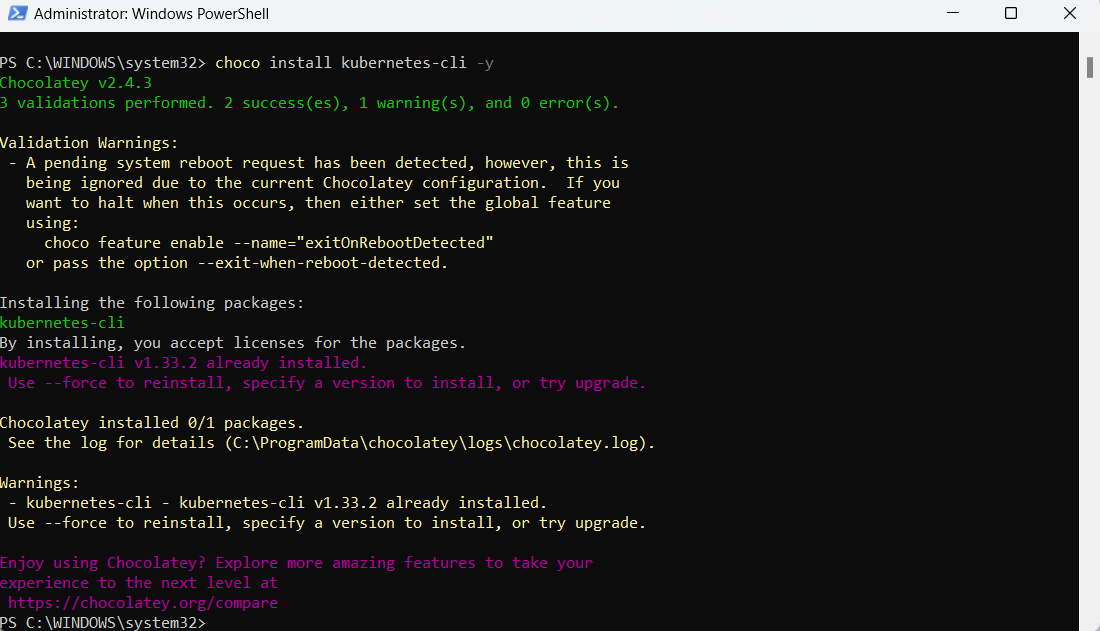 Administrator: Windows PowerShell
PS C:\WINDOWS\system32> choco install kubernetes-cli -y
Chocolatey v2.4.3
3 validations performed. 2 success(es), 1 warning(s), and 0 error(s).
Validation Warnings:
 - A pending system reboot request has been detected, however, this is
   being ignored due to the current Chocolatey configuration.  If you
   want to halt when this occurs, then either set the global feature
   using:
     choco feature enable --name="exitOnRebootDetected"
   or pass the option --exit-when-reboot-detected.
Installing the following packages:
kubernetes-cli
By installing, you accept licenses for the packages.
kubernetes-cli v1.33.2 already installed.
 Use --force to reinstall, specify a version to install, or try upgrade.
Chocolatey installed 0/1 packages.
 See the log for details (C:\ProgramData\chocolatey\logs\chocolatey.log).
Warnings:
 - kubernetes-cli - kubernetes-cli v1.33.2 already installed.
 Use --force to reinstall, specify a version to install, or try upgrade.
Enjoy using Chocolatey? Explore more amazing features to take your
experience to the next level at
 https://chocolatey.org/compare
PS C:\WINDOWS\system32>